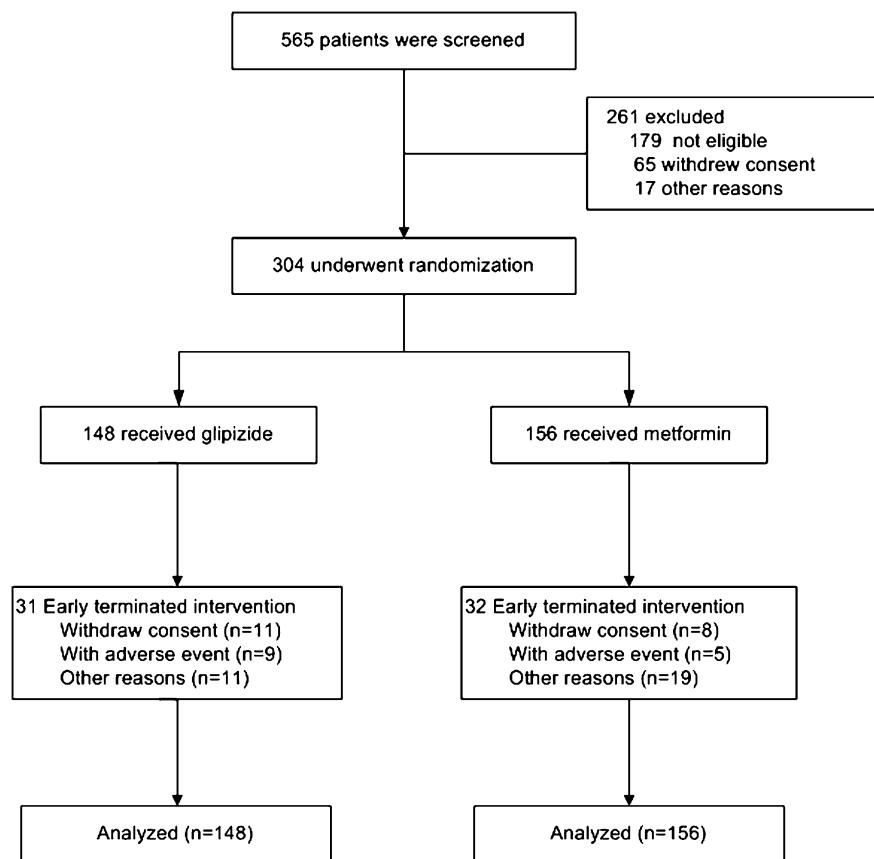 565 patients were screened
261 excluded
179 not eligible
65 withdrew consent
17 other reasons
304 underwent randomization
148 received glipizide
156 received metformin
31 Early terminated intervention
Withdraw consent (n=11)
With adverse event (n=9)
Other reasons (n=11)
32 Early terminated intervention
Withdraw consent (n=8)
With adverse event (n=5)
Other reasons (n=19)
Analyzed (n=148)
Analyzed (n=156)